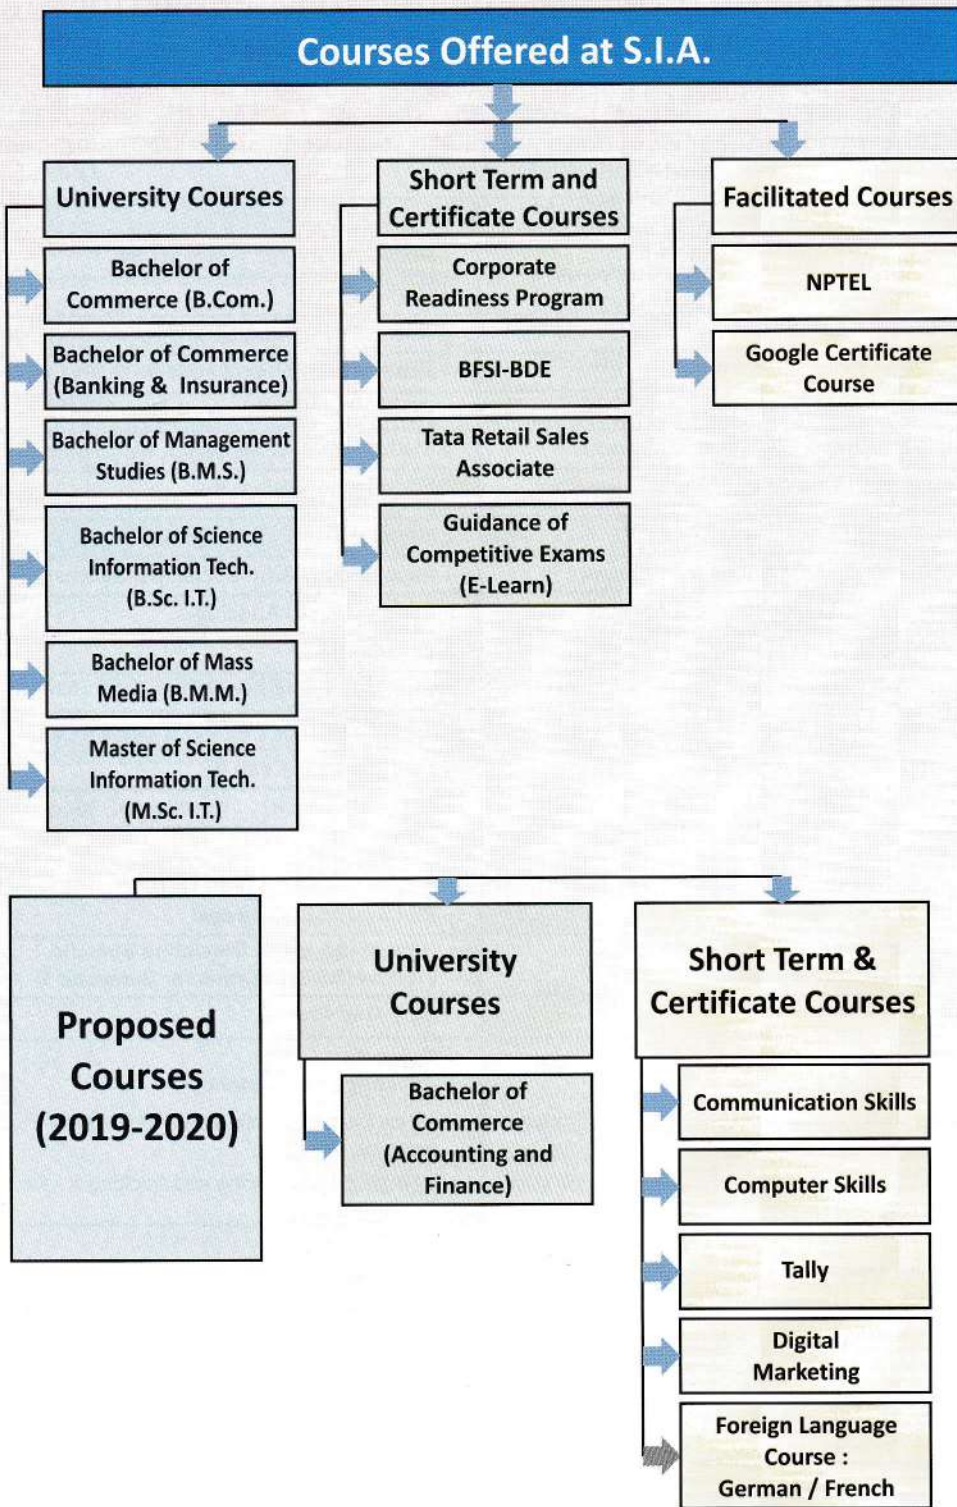 Courses Offered at S.I.A.
University Courses
Bachelor of
Commerce (B.Com.)
Bachelor of Commerce
(Banking & Insurance)
Bachelor of Management
Studies (B.M.S.)
Bachelor of Science
Information Tech.
(B.Sc. I.T.)
Bachelor of Mass
Media (B.M.M.)
Master of Science
Information Tech.
(M.Sc. I.T.)
Short Term and
Certificate Courses
Corporate
Readiness Program
BFSI-BDE
Tata Retail Sales
Associate
Guidance of
Competitive Exams
(E-Learn)
Facilitated Courses
NPTEL
Google Certificate
Course
Proposed
Courses
(2019-2020)
University
Courses
Bachelor of
Commerce
(Accounting and
Finance)
Short Term &
Certificate Courses
Communication Skills
Computer Skills
Tally
Digital
Marketing
Foreign Language
Course :
German / French